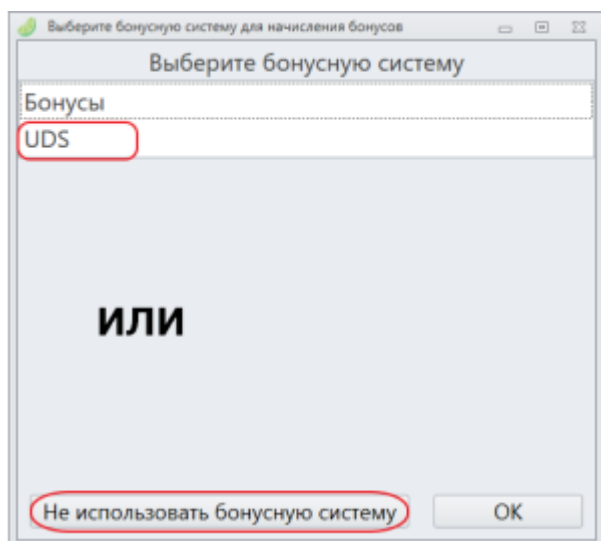 Выберите бонусную систему для начисления бонусов
Выберите бонусную систему
Бонусы
UDS
или
Не использовать бонусную систему
OK